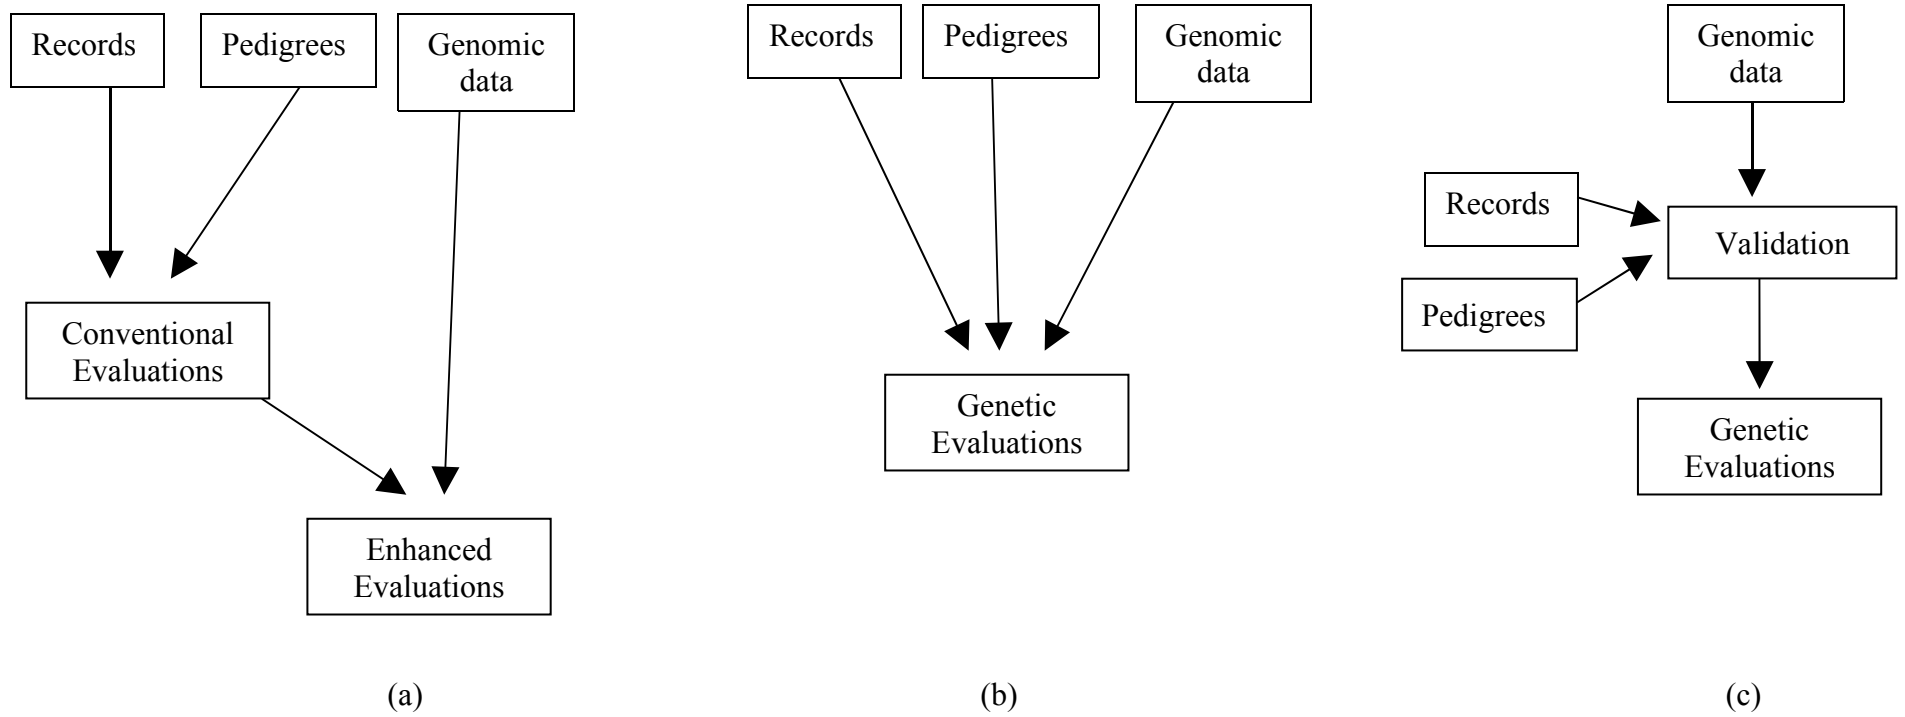 Records
Pedigrees
Genomic
data
Conventional
Evaluations
Enhanced
Evaluations
(a)
Records
Pedigrees
Genomic
data
Genetic
Evaluations
(b)
Genomic
data
Records
Validation
Pedigrees
Genetic
Evaluations
(c)